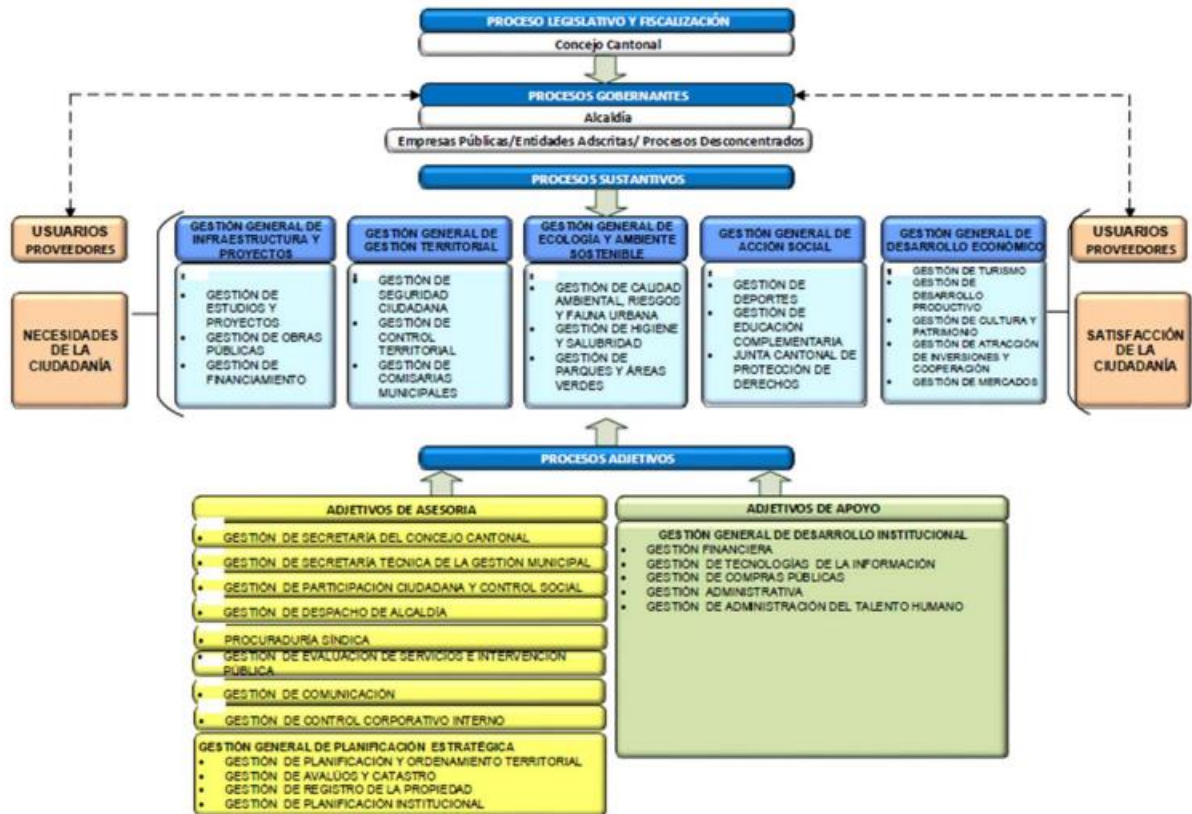 PROCESO LEGISLATIVO Y FISCALIZACIÓN
Concejo Cantonal
PROCESOS GOBERNANTES
Alcaldía
Empresas Públicas/Entidades Adscritas/ Procesos Desconcentrados
PROCESOS SUSTANTIVOS
USUARIOS
PROVEEDORES
NECESIDADES
DE LA
CIUDADANÍA
GESTIÓN GENERAL DE
INFRAESTRUCTURA Y
PROYECTOS
• GESTIÓN DE
ESTUDIOS Y
PROYECTOS
• GESTIÓN DE OBRAS
PÚBLICAS
• GESTIÓN DE
FINANCIAMIENTO
GESTIÓN GENERAL DE
GESTIÓN TERRITORIAL
• GESTIÓN DE
SEGURIDAD
CIUDADANA
• GESTIÓN DE
CONTROL
TERRITORIAL
• GESTIÓN DE
COMISARIAS
MUNICIPALES
GESTIÓN GENERAL DE
ECOLOGÍA Y AMBIENTE
SOSTENIBLE
• GESTIÓN DE CALIDAD
AMBIENTAL, RIESGOS
Y FAUNA URBANA
• GESTIÓN DE HIGIENE
Y SALUBRIDAD
• GESTIÓN DE
PARQUES Y ÁREAS
VERDES
GESTIÓN GENERAL DE
ACCIÓN SOCIAL
• GESTIÓN DE
DEPORTES
• GESTIÓN DE
EDUCACIÓN
COMPLEMENTARIA
• JUNTA CANTONAL DE
PROTECCIÓN DE
DERECHOS
GESTIÓN GENERAL DE
DESARROLLO ECONÓMICO
• GESTIÓN DE TURISMO
• GESTIÓN DE
DESARROLLO
PRODUCTIVO
• GESTIÓN DE CULTURA Y
PATRIMONIO
• GESTIÓN DE ATRACCIÓN
DE INVERSIONES Y
COOPERACIÓN
• GESTIÓN DE MERCADOS
USUARIOS
PROVEEDORES
SATISFACCIÓN
DE LA
CIUDADANÍA
PROCESOS ADJETIVOS
ADJETIVOS DE ASESORIA
• GESTIÓN DE SECRETARÍA DEL CONCEJO CANTONAL
• GESTIÓN DE SECRETARÍA TÉCNICA DE LA GESTIÓN MUNICIPAL
• GESTIÓN DE PARTICIPACIÓN CIUDADANA Y CONTROL SOCIAL
• GESTIÓN DE DESPACHO DE ALCALDÍA
• PROCURADURÍA SÍNDICA
• GESTIÓN DE EVALUACIÓN DE SERVICIOS E INTERVENCIÓN
PÚBLICA
• GESTIÓN DE COMUNICACIÓN
• GESTIÓN DE CONTROL CORPORATIVO INTERNO
GESTIÓN GENERAL DE PLANIFICACIÓN ESTRATÉGICA
• GESTIÓN DE PLANIFICACIÓN Y ORDENAMIENTO TERRITORIAL
• GESTIÓN DE AVALÚOS Y CATASTRO
• GESTIÓN DE REGISTRO DE LA PROPIEDAD
• GESTIÓN DE PLANIFICACIÓN INSTITUCIONAL
ADJETIVOS DE APOYO
GESTIÓN GENERAL DE DESARROLLO INSTITUCIONAL
• GESTIÓN FINANCIERA
• GESTIÓN DE TECNOLOGÍAS DE LA INFORMACIÓN
• GESTIÓN DE COMPRAS PÚBLICAS
• GESTIÓN ADMINISTRATIVA
• GESTIÓN DE ADMINISTRACIÓN DEL TALENTO HUMANO